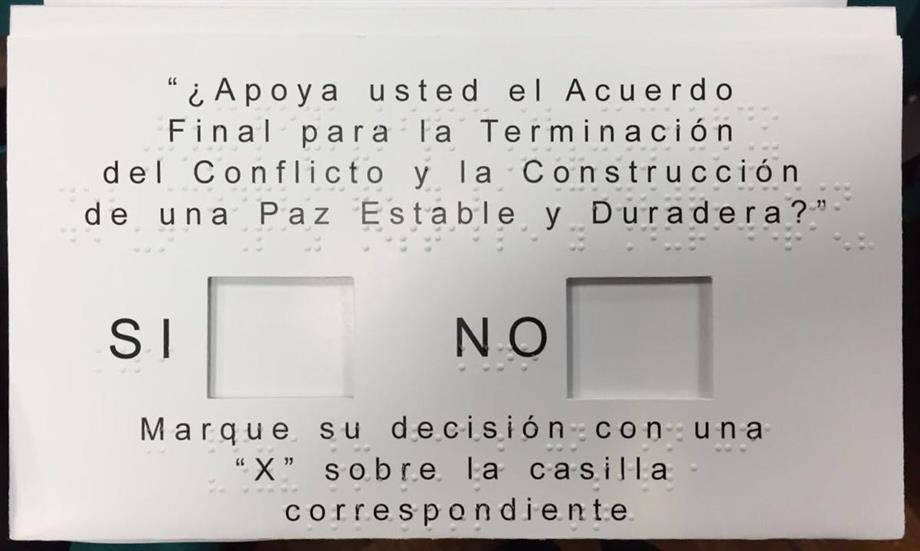 “¿Apoya usted el Acuerdo
Final para la Terminación
del Conflicto y la Construcción
de una Paz Estable y Duradera?”
SI NO
Marque su decisión con una
“X” sobre la casilla
correspondiente